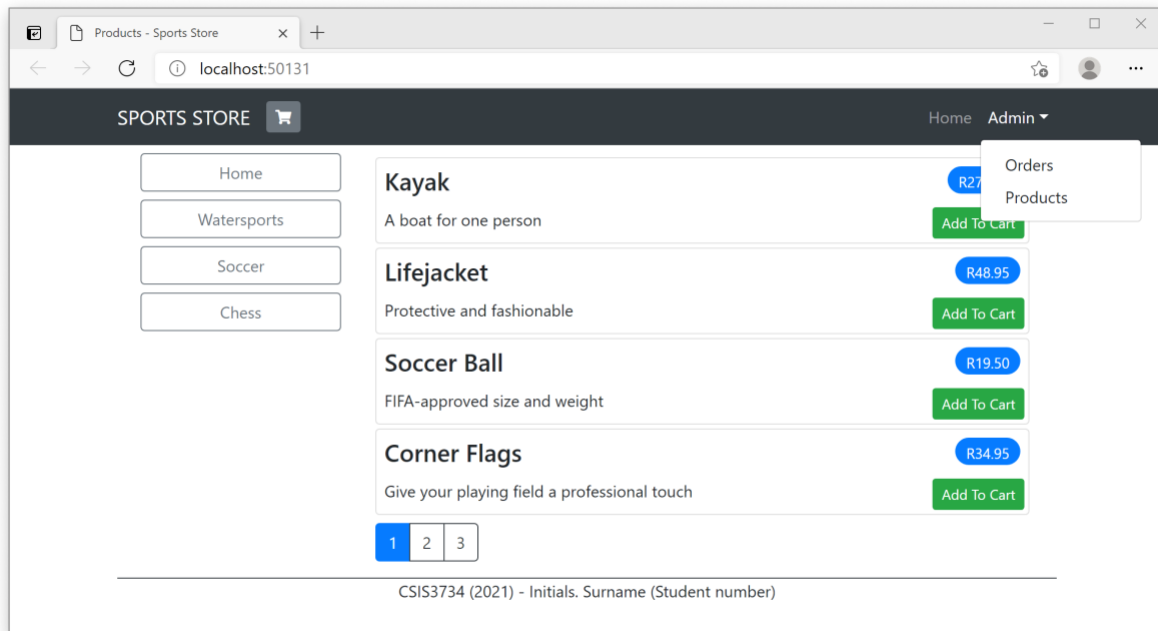 Products - Sports Store
localhost:50131
SPORTS STORE
Home Admin
Orders
Products
Home
Watersports
Soccer
Chess
Kayak
R27
A boat for one person
Add To Cart
Lifejacket
R48.95
Protective and fashionable
Add To Cart
Soccer Ball
R19.50
FIFA-approved size and weight
Add To Cart
Corner Flags
R34.95
Give your playing field a professional touch
Add To Cart
1 2 3
CSIS3734 (2021) - Initials. Surname (Student number)